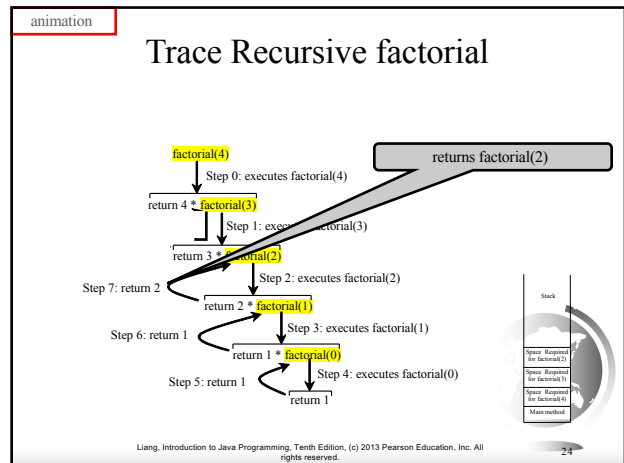 animation
Trace Recursive factorial
factorial(4)
returns factorial(2)
Step 0: executes factorial(4)
return 4 * factorial(3)
Step 1: executes factorial(3)
return 3 * factorial(2)
Step 7: return 2
Step 2: executes factorial(2)
return 2 * factorial(1)
Step 6: return 1
Step 3: executes factorial(1)
return 1 * factorial(0)
Step 5: return 1
Step 4: executes factorial(0)
return 1
Stack
Space Required
for factorial(2)
Space Required
for factorial(3)
Space Required
for factorial(4)
Main method
Liang, Introduction to Java Programming, Tenth Edition, (c) 2013 Pearson Education, Inc. All
rights reserved.
24